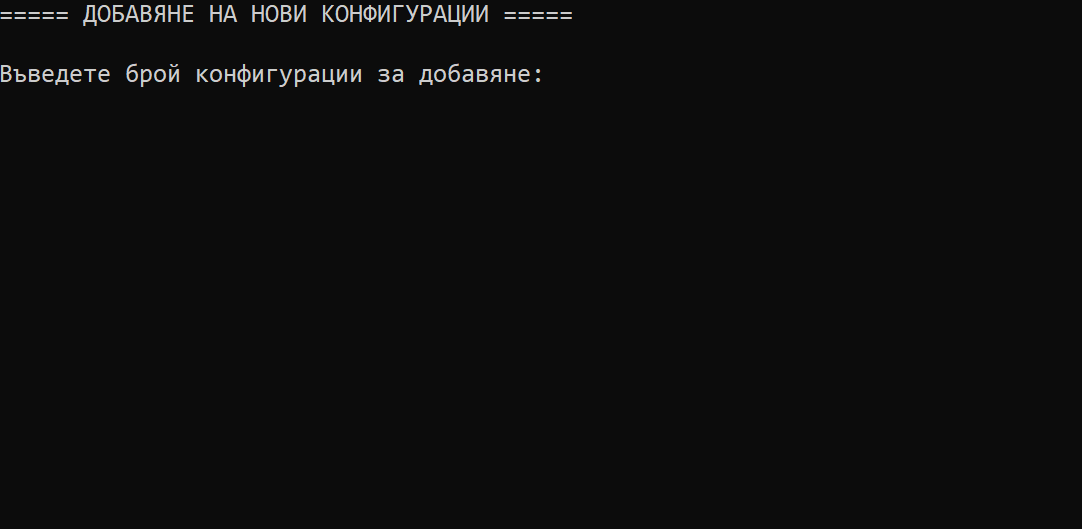 ===== ДОБАВЯНЕ НА НОВИ КОНФИГУРАЦИИ =====
Въведете брой конфигурации за добавяне: